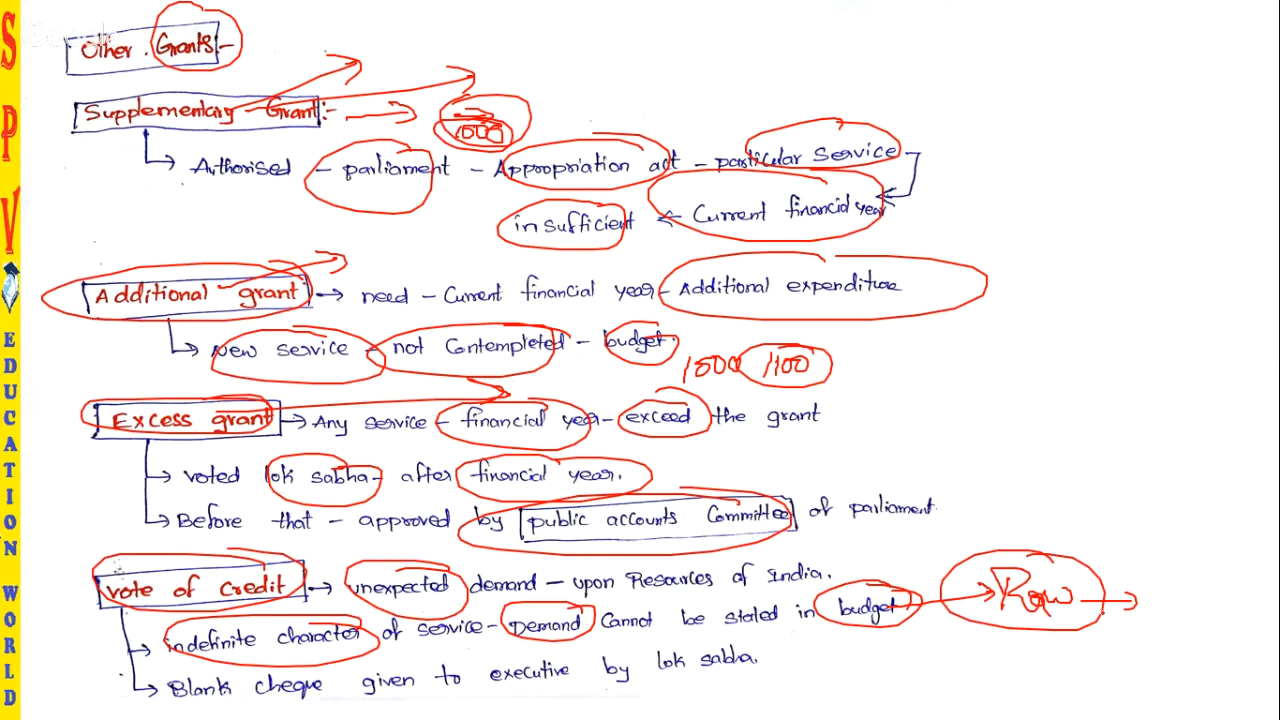 SPV EDUCATION WORLD
Other Grants:-
Supplementary Grant:-
1000
Authorised - parliament - Appropriation act - particular service
in sufficient ← Current financial year
Additional grant → need - Current financial year - Additional expenditure
New service - not Contempleted - budget.
1000 1100
Excess grant → Any service - financial year - exceed the grant
voted lok sabha - after financial year.
Before that - approved by public accounts Committee of parliament.
vote of credit → unexpected demand - upon Resources of India.
indefinite character of service - Demand Cannot be stated in budget
Blank cheque given to executive by lok sabha.